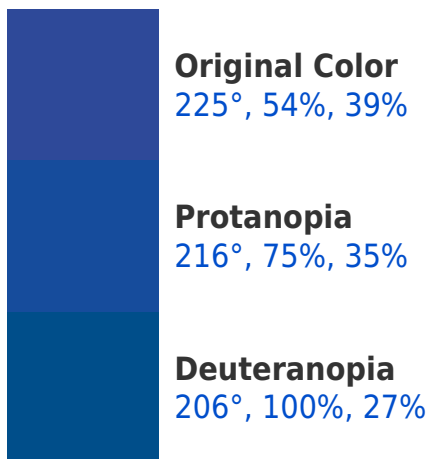 Original Color
225°, 54%, 39%
Protanopia
216°, 75%, 35%
Deuteranopia
206°, 100%, 27%